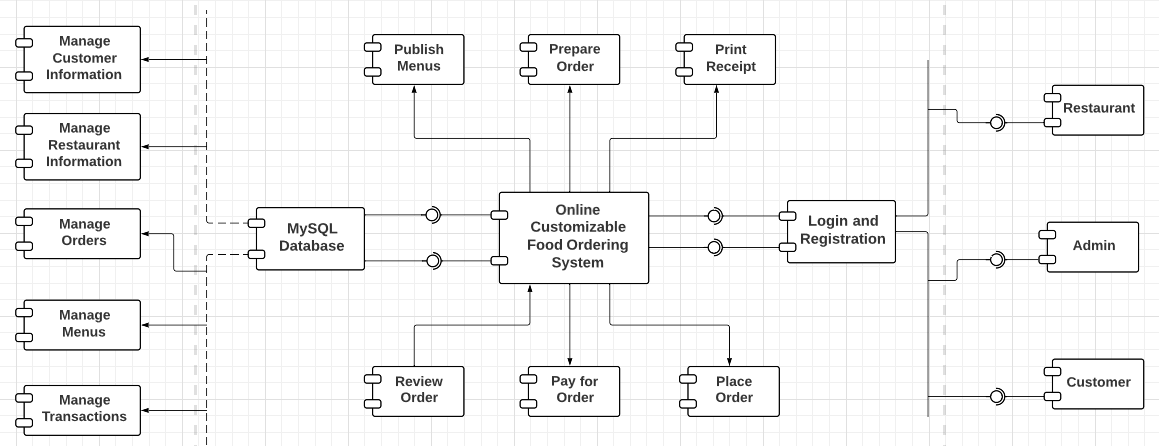 Manage
Customer
Information
Manage
Restaurant
Information
Manage
Orders
Manage
Menus
Manage
Transactions
MySQL
Database
Publish
Menus
Prepare
Order
Print
Receipt
Online
Customizable
Food Ordering
System
Review
Order
Pay for
Order
Place
Order
Login and
Registration
Restaurant
Admin
Customer